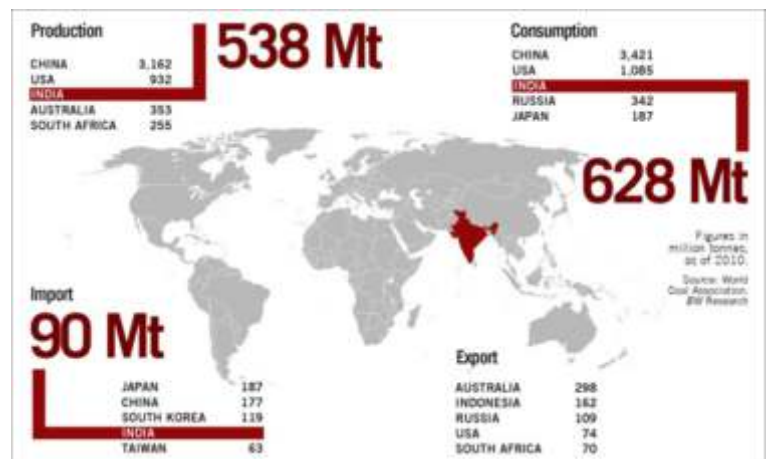 Production
538 Mt
CHINA 3,162
USA 932
INDIA
AUSTRALIA 353
SOUTH AFRICA 255
Consumption
CHINA 3,421
USA 1,085
INDIA
RUSSIA 342
JAPAN 187
628 Mt
Figures in
million tonnes,
as of 2010.
Source: World
Coal Association,
BW Research
Import
90 Mt
JAPAN 187
CHINA 177
SOUTH KOREA 119
INDIA
TAIWAN 63
Export
AUSTRALIA 298
INDONESIA 162
RUSSIA 109
USA 74
SOUTH AFRICA 70